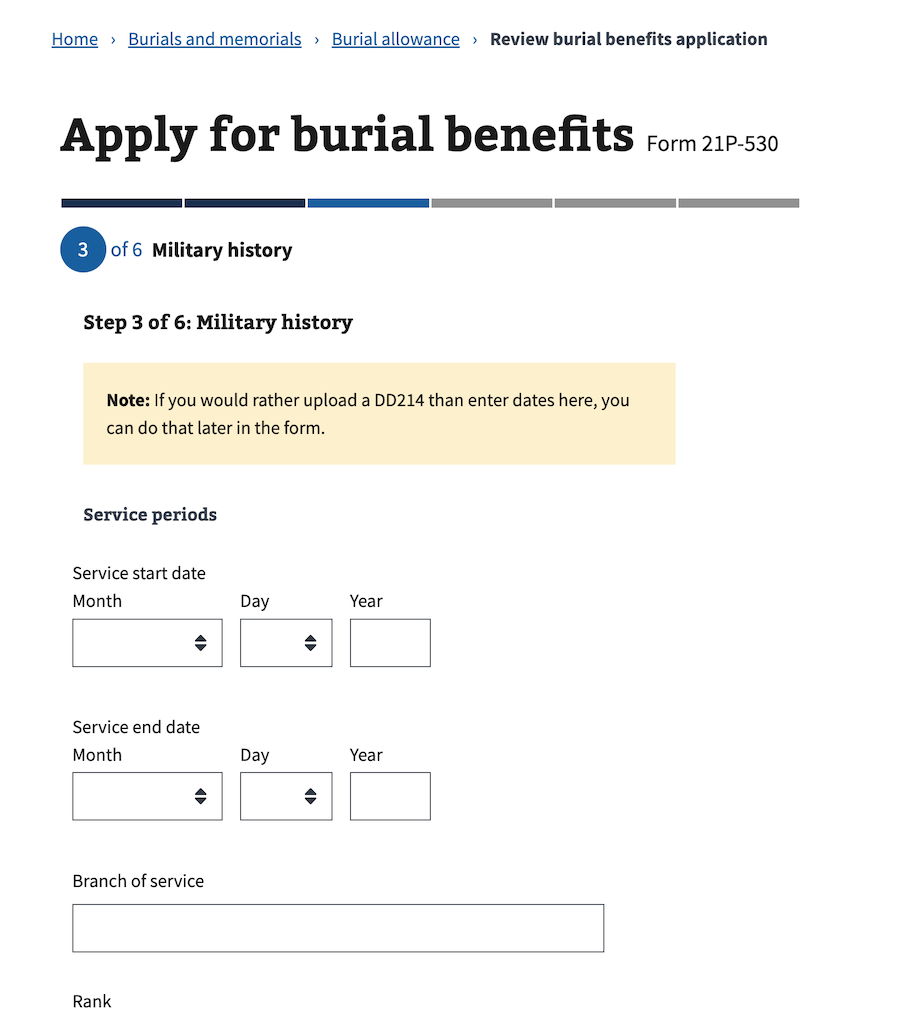 Home › Burials and memorials › Burial allowance › Review burial benefits application
Apply for burial benefits Form 21P-530
3 of 6 Military history
Step 3 of 6: Military history
Note: If you would rather upload a DD214 than enter dates here, you
can do that later in the form.
Service periods
Service start date
Month Day Year
Service end date
Month Day Year
Branch of service
Rank